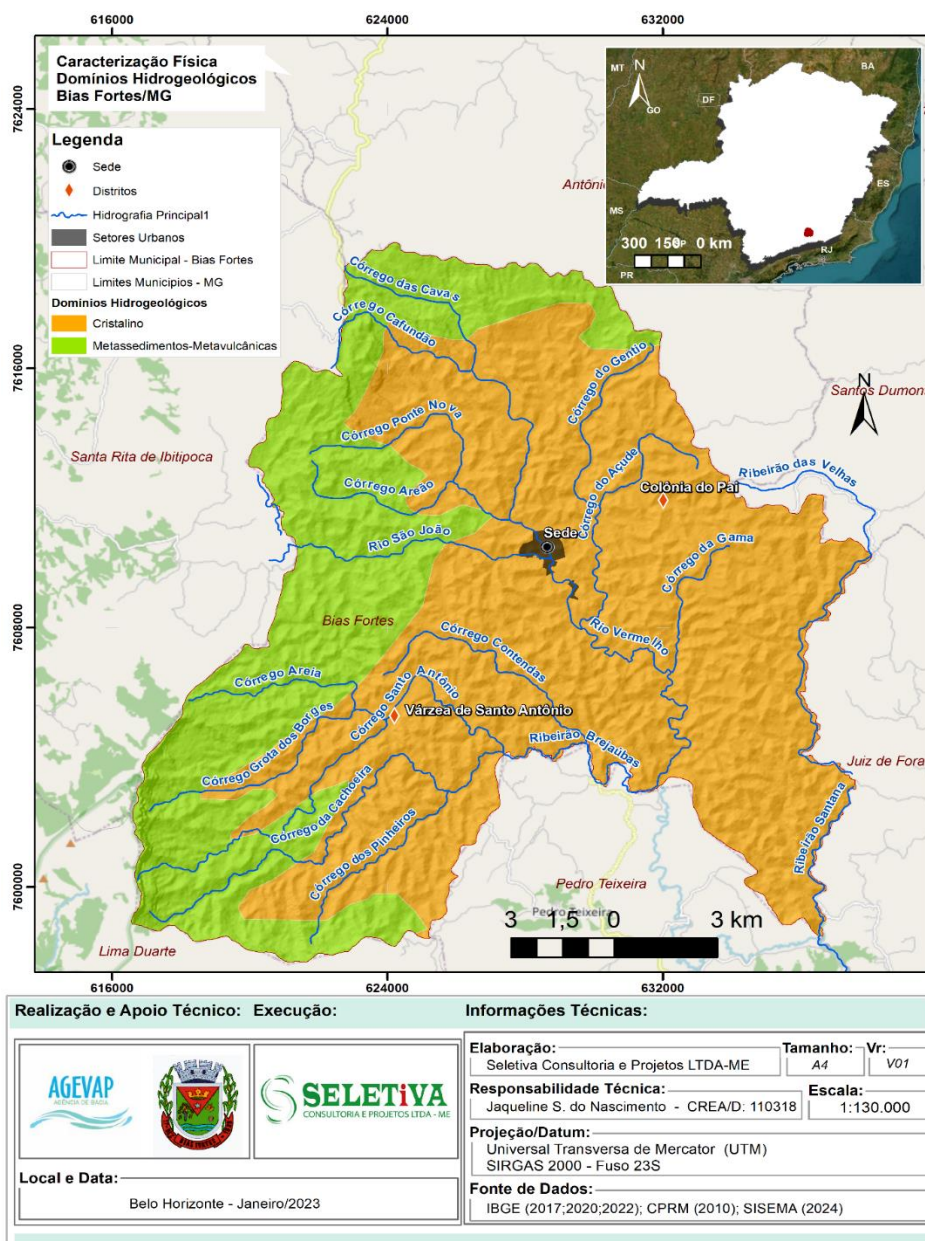 616000
624000
632000
Caracterização Física
Domínios Hidrogeológicos
Bias Fortes/MG
Legenda
Sede
Distritos
Hidrografia Principal1
Setores Urbanos
Limite Municipal - Bias Fortes
Limites Municípios - MG
Domínios Hidrogeológicos
Cristalino
Metassedimentos-Metavulcânicas
N
MT
BA
DF
GO
ES
MS
RJ
PR
300 150 0 km
7624000
7616000
7608000
7600000
Antôni
Córrego das Cavas
Córrego Cafundão
Córrego do Gentio
Santos Dumont
N
Córrego Ponte Nova
Santa Rita de Ibitipoca
Ribeirão das Velhas
Córrego Areão
Córrego do Açude
Colônia do Pai
Rio São João
Sede
Córrego da Gama
Bias Fortes
Rio Vermelho
Córrego Contendas
Córrego Areia
Córrego Santo Antônio
Várzea de Santo Antônio
Córrego Grota dos Borges
Ribeirão Brejaúbas
Juiz de Fora
Córrego da Cachoeira
Córrego dos Pinheiros
Ribeirão Santana
Pedro Teixeira
Pedro Teixeira
Lima Duarte
3 1,5 0 3 km
616000
624000
632000
Realização e Apoio Técnico: Execução: Informações Técnicas:
AGEVAP
SELETIVA
CONSULTORIA E PROJETOS LTDA - ME
Local e Data:
Belo Horizonte - Janeiro/2023
Elaboração:
Seletiva Consultoria e Projetos LTDA-ME
Tamanho:
A4
Vr:
V01
Responsabilidade Técnica:
Jaqueline S. do Nascimento - CREA/D: 110318
Escala:
1:130.000
Projeção/Datum:
Universal Transversa de Mercator (UTM)
SIRGAS 2000 - Fuso 23S
Fonte de Dados:
IBGE (2017;2020;2022); CPRM (2010); SISEMA (2024)